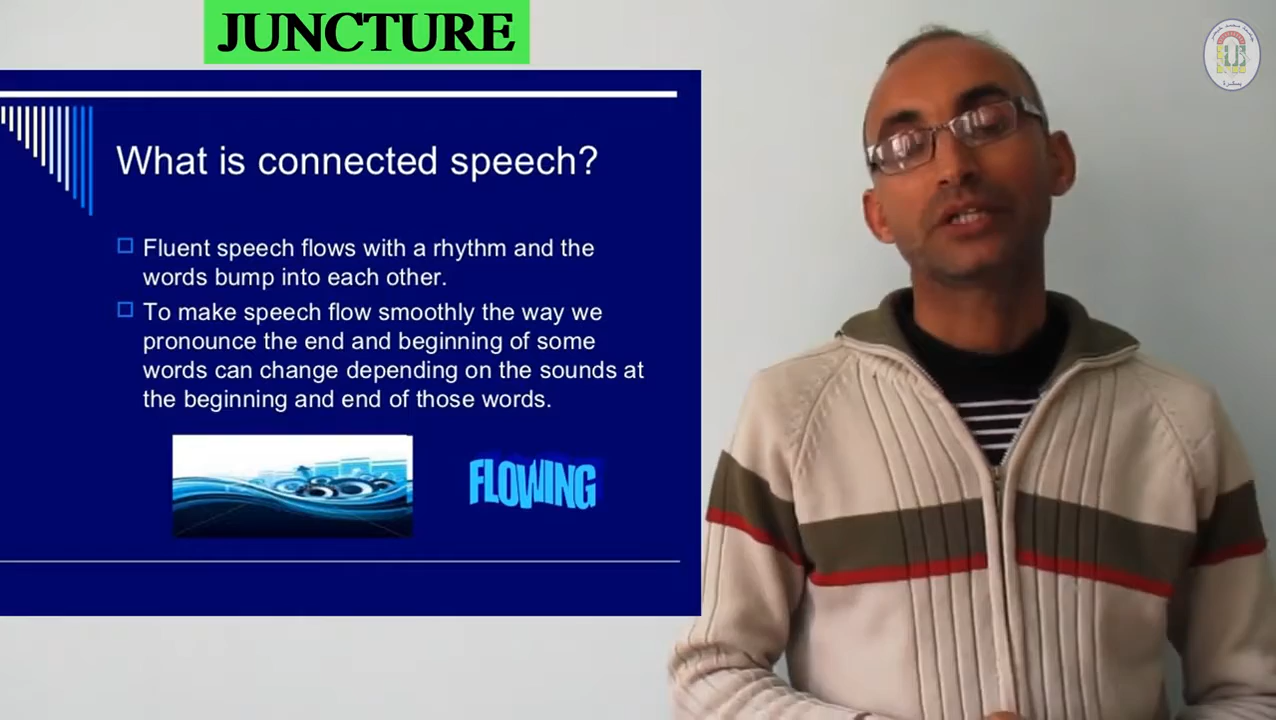 JUNCTURE
What is connected speech?
Fluent speech flows with a rhythm and the
words bump into each other.
To make speech flow smoothly the way we
pronounce the end and beginning of some
words can change depending on the sounds at
the beginning and end of those words.
FLOWING